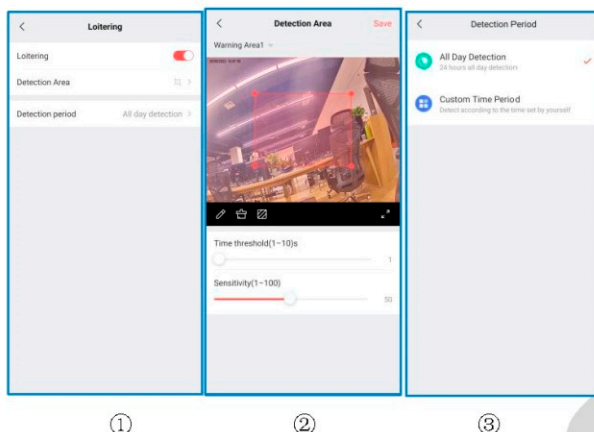 Loitering
Loitering
Detection Area
Detection period
All day detection
①
Detection Area
Save
Warning Area1
Time threshold(1-10)s
1
Sensitivity(1-100)
50
②
Detection Period
All Day Detection
24 hours all day detection
Custom Time Period
Detect according to the time set by yourself
③